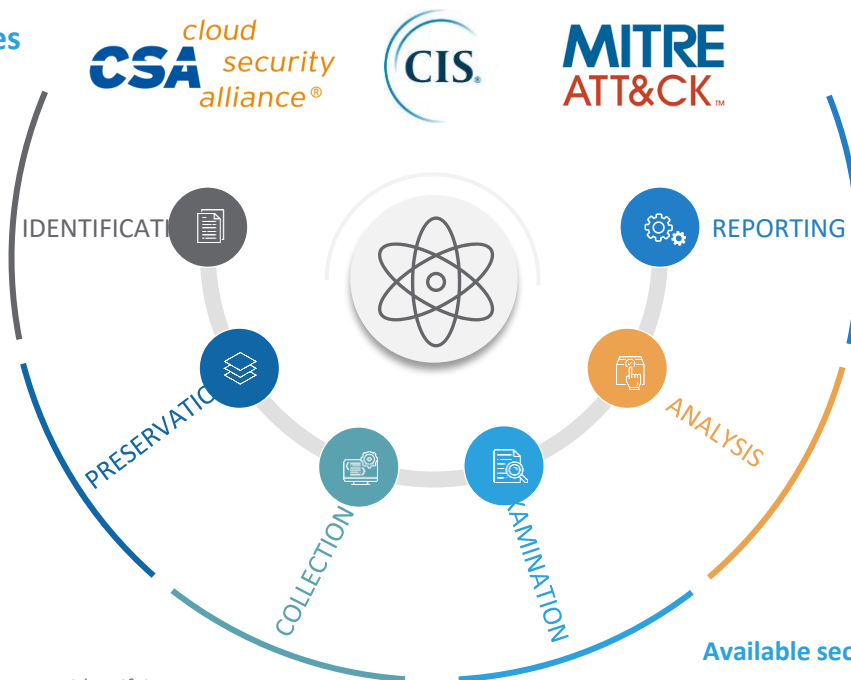 es
cloud
CSA security
alliance®
CIS®
MITRE
ATT&CK™
IDENTIFICATI
REPORTING
PRESERVATIO
ANALYSIS
COLLECTION
XAMINATION
Available sec